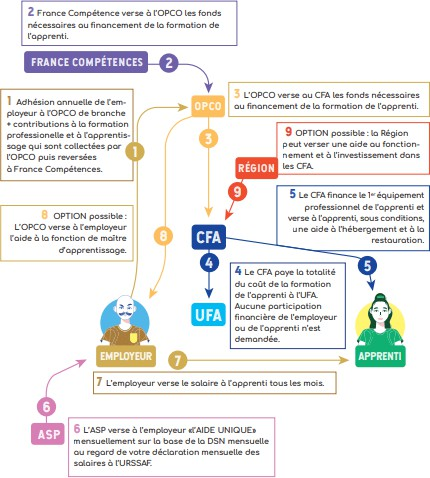 2 France Compétence verse à l'OPCO les fonds
nécessaires au financement de la formation de
l'apprenti.
FRANCE COMPÉTENCES
2
1 Adhésion annuelle de l'em-
ployeur à l'OPCO de branche
+ contributions à la formation
professionnelle et à l'apprentis-
sage qui sont collectées par
l'OPCO puis reversées
à France Compétences.
1
OPCO
3
3 L'OPCO verse au CFA les fonds nécessaires
au financement de la formation de l'apprenti.
9 OPTION possible : la Région
peut verser une aide au fonction-
nement et à l'investissement dans
les CFA.
RÉGION
9
8 OPTION possible :
L'OPCO verse à l'employeur
l'aide à la fonction de maître
d'apprentissage.
8
CFA
4
5 Le CFA finance le 1er équipement
professionnel de l'apprenti et
verse à l'apprenti, sous conditions,
une aide à l'hébergement et à la
restauration.
5
4 Le CFA paye la totalité
du coût de la formation
de l'apprenti à l'UFA.
Aucune participation
financière de l'employeur
ou de l'apprenti n'est
demandée.
UFA
EMPLOYEUR
7
APPRENTI
7 L'employeur verse le salaire à l'apprenti tous les mois.
6
ASP
6 L'ASP verse à l'employeur «l'AIDE UNIQUE»
mensuellement sur la base de la DSN mensuelle
au regard de votre déclaration mensuelle des
salaires à l'URSSAF.